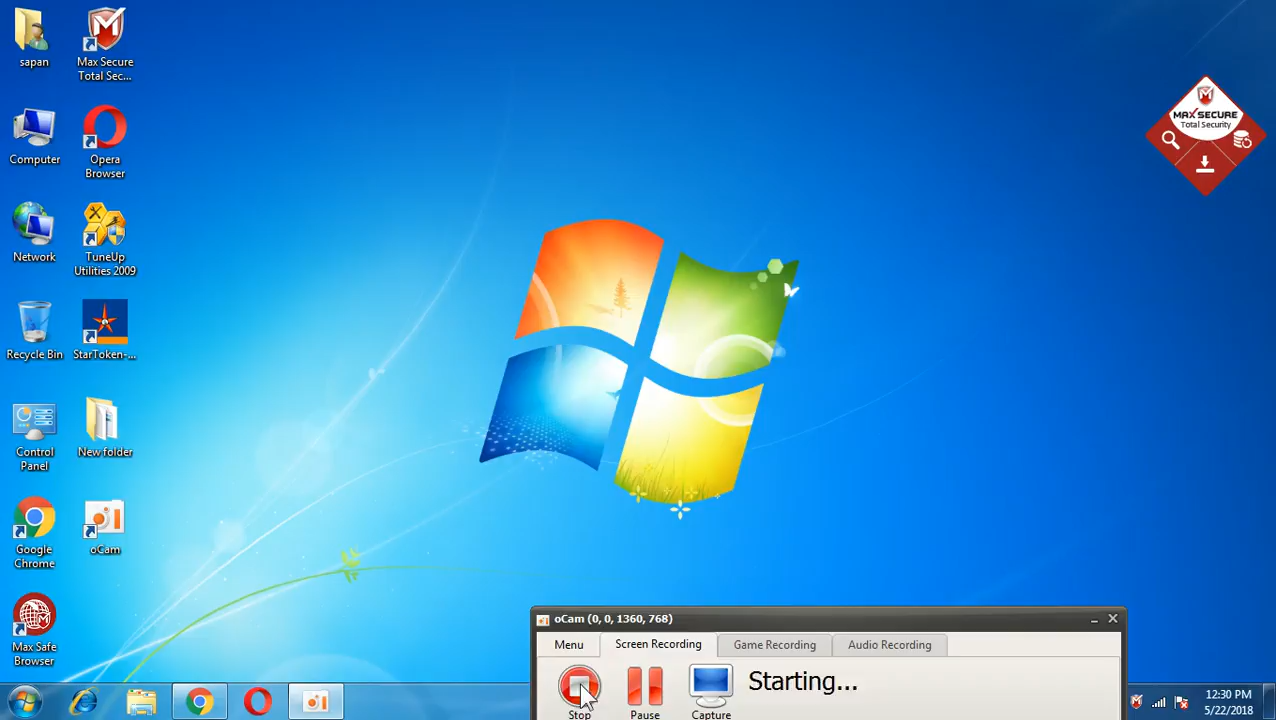 sapan
Max Secure
Total Sec...
Computer
Opera
Browser
Network
TuneUp
Utilities 2009
Recycle Bin
StarToken-...
Control
Panel
New folder
Google
Chrome
oCam
Max Safe
Browser
MAX SECURE
Total Security
oCam (0, 0, 1360, 768)
Menu
Screen Recording
Game Recording
Audio Recording
Starting...
Stop
Pause
Capture
12:30 PM
5/22/2018